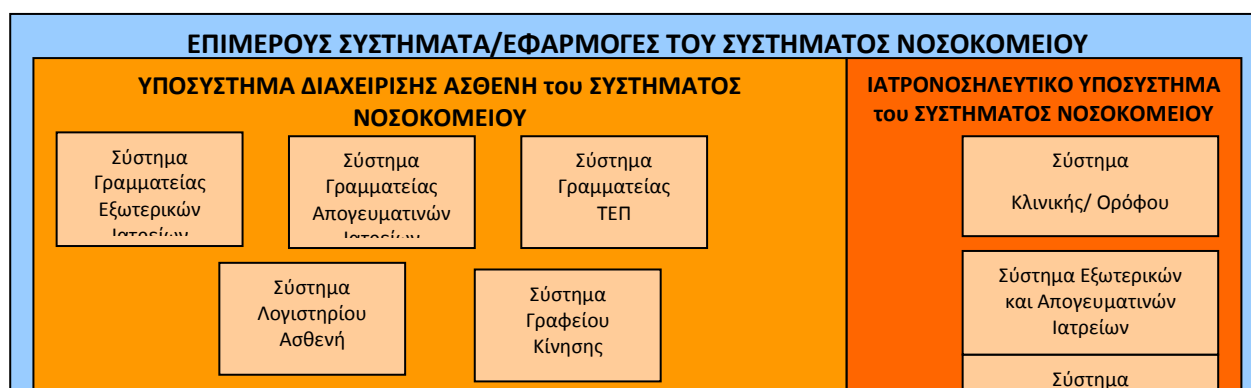 ΕΠΙΜΕΡΟΥΣ ΣΥΣΤΗΜΑΤΑ/ΕΦΑΡΜΟΓΕΣ ΤΟΥ ΣΥΣΤΗΜΑΤΟΣ ΝΟΣΟΚΟΜΕΙΟΥ
ΥΠΟΣΥΣΤΗΜΑ ΔΙΑΧΕΙΡΙΣΗΣ ΑΣΘΕΝΗ του ΣΥΣΤΗΜΑΤΟΣ
ΝΟΣΟΚΟΜΕΙΟΥ
Σύστημα
Γραμματείας
Εξωτερικών
Ιατρείων
Σύστημα
Γραμματείας
Απογευματινών
Ιατρείων
Σύστημα
Γραμματείας
ΤΕΠ
Σύστημα
Λογιστηρίου
Ασθενή
Σύστημα
Γραφείου
Κίνησης
ΙΑΤΡΟΝΟΣΗΛΕΥΤΙΚΟ ΥΠΟΣΥΣΤΗΜΑ
του ΣΥΣΤΗΜΑΤΟΣ ΝΟΣΟΚΟΜΕΙΟΥ
Σύστημα
Κλινικής/ Ορόφου
Σύστημα Εξωτερικών
και Απογευματινών
Ιατρείων
Σύστημα